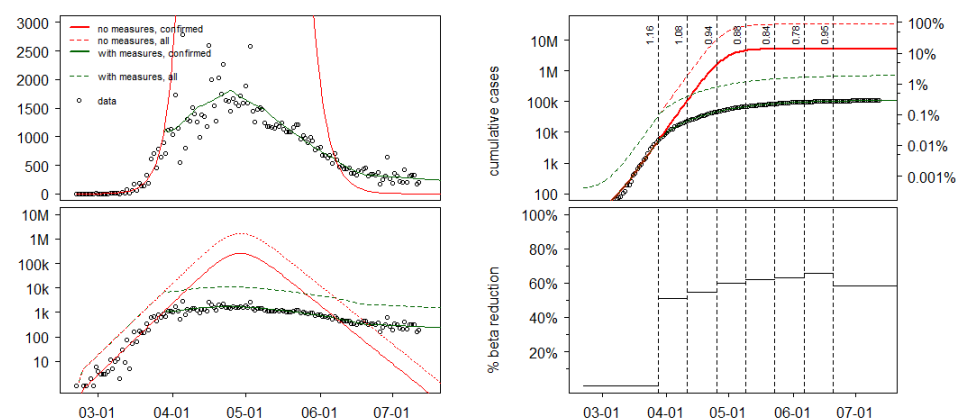 3000
2500
2000
1500
1000
500
0
no measures, confirmed
no measures, all
with measures, confirmed
with measures, all
data
10M
1M
100k
10k
1k
100
10
03-01 04-01 05-01 06-01 07-01
cumulative cases
10M
1M
100k
10k
1k
100
1.16
1.08
0.94
0.88
0.84
0.78
0.95
100%
10%
1%
0.1%
0.01%
0.001%
% beta reduction
100%
80%
60%
40%
20%
03-01 04-01 05-01 06-01 07-01